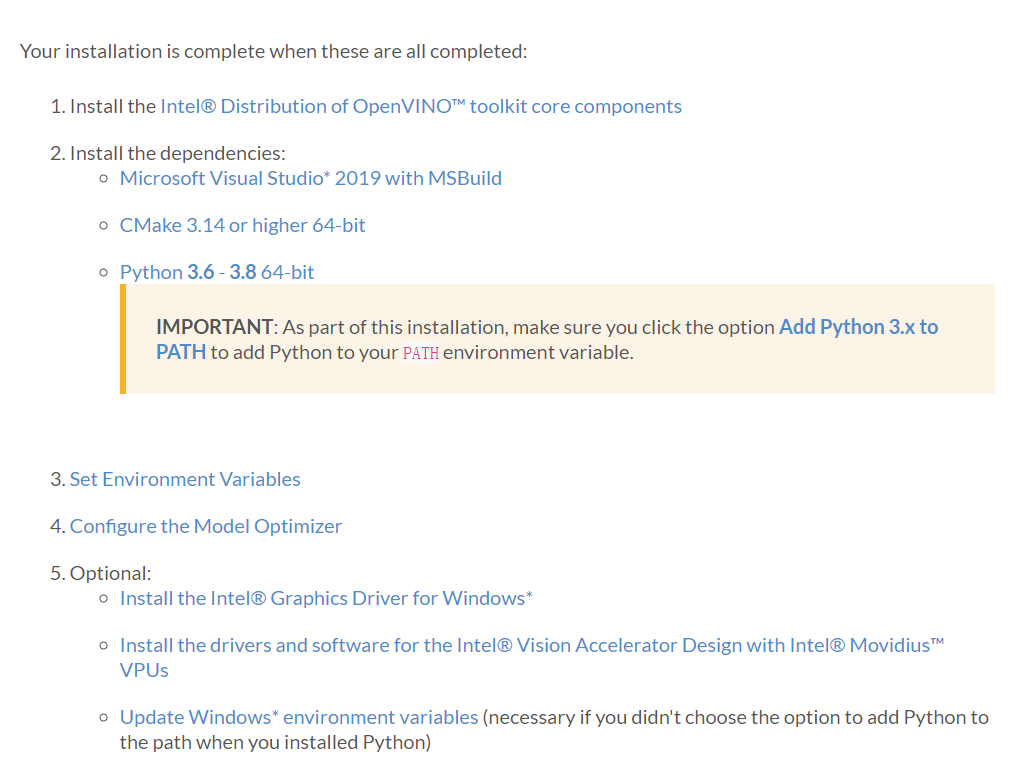 Your installation is complete when these are all completed:
1. Install the Intel® Distribution of OpenVINO™ toolkit core components
2. Install the dependencies:
Microsoft Visual Studio* 2019 with MSBuild
CMake 3.14 or higher 64-bit
Python 3.6 - 3.8 64-bit
IMPORTANT: As part of this installation, make sure you click the option Add Python 3.x to
PATH to add Python to your PATH environment variable.
3. Set Environment Variables
4. Configure the Model Optimizer
5. Optional:
Install the Intel® Graphics Driver for Windows*
Install the drivers and software for the Intel® Vision Accelerator Design with Intel® Movidius™
VPUs
Update Windows* environment variables (necessary if you didn't choose the option to add Python to
the path when you installed Python)